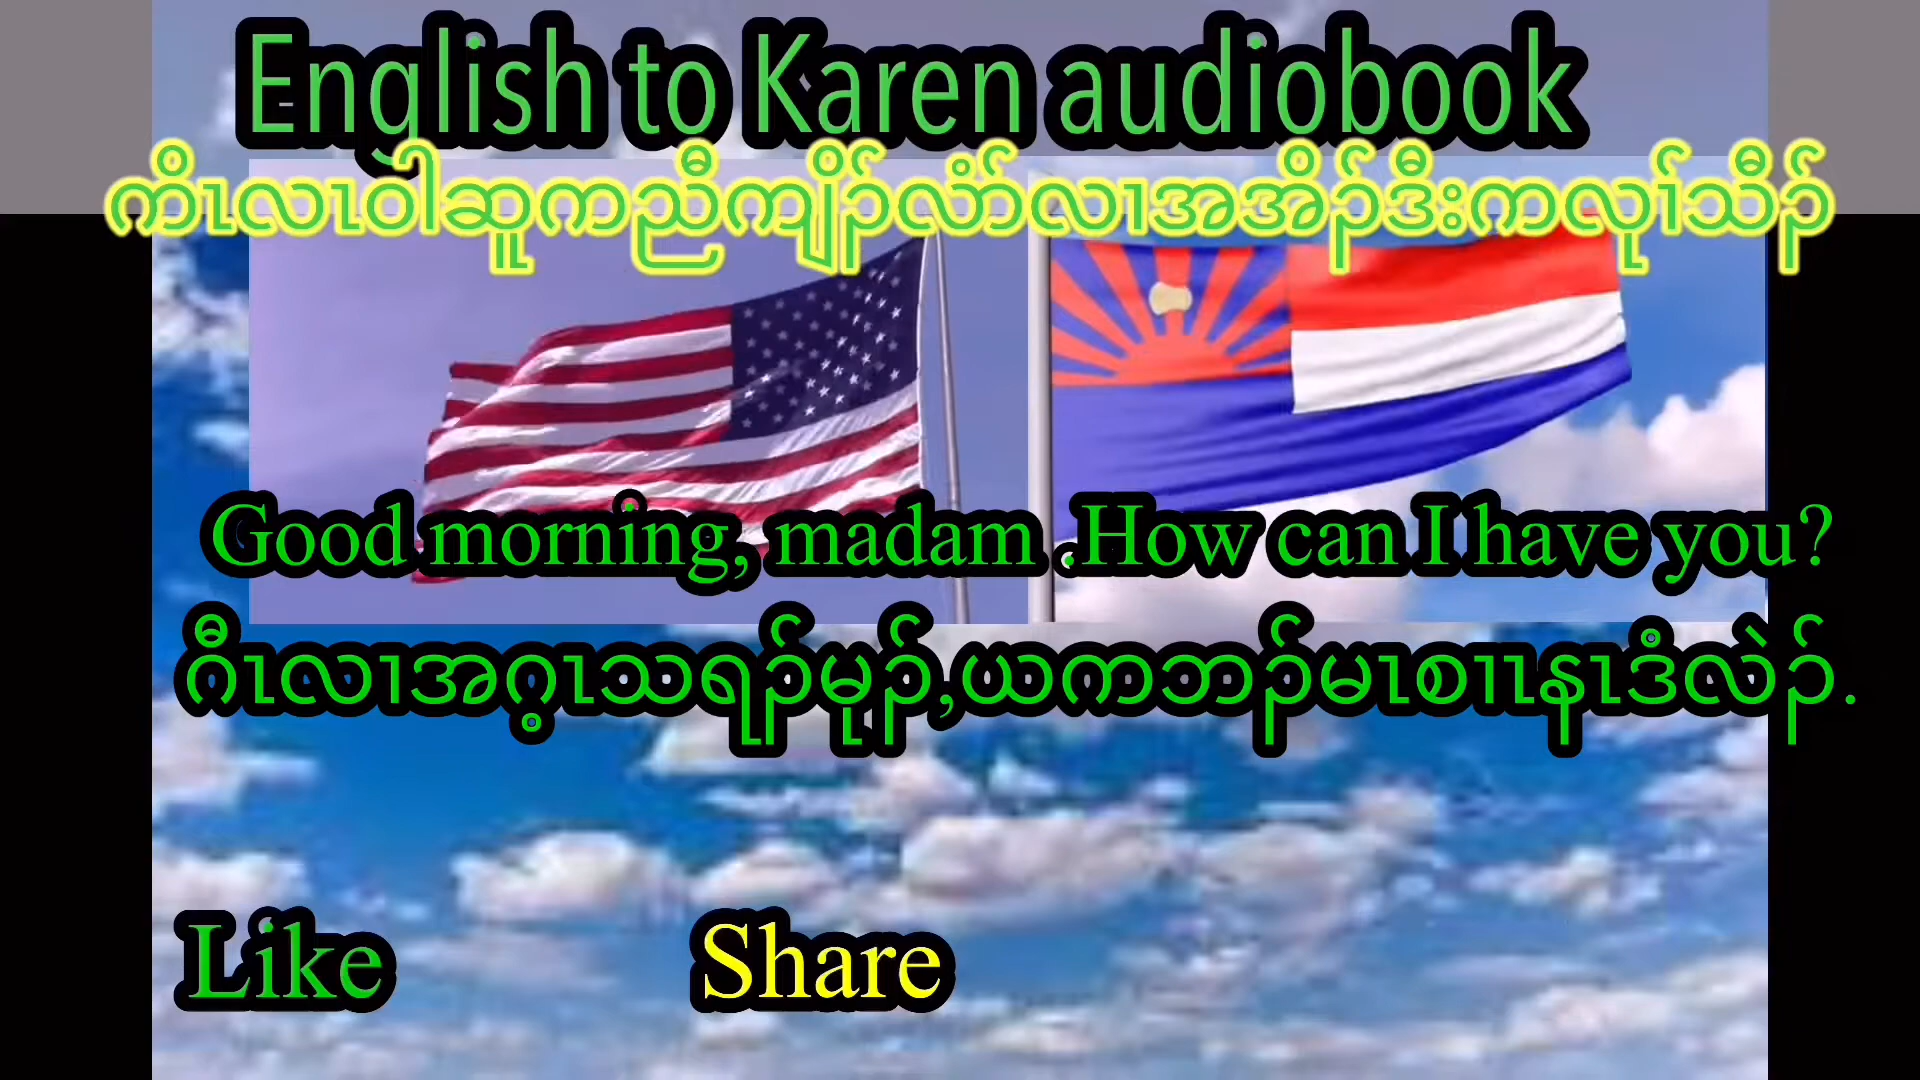 English to Karen audiobook
ကိၤလၤဝါဆူကညီကျိၣ်လံာ်လၢအအိၣ်ဒီးကလုၢ်သီၣ်
Good morning, madam .How can I have you?
ဂီၤလၢအဂ့ၤသရၣ်မုၣ်,ယကဘၣ်မၤစၢၤနၤဒံလဲၣ်.
Like
Share